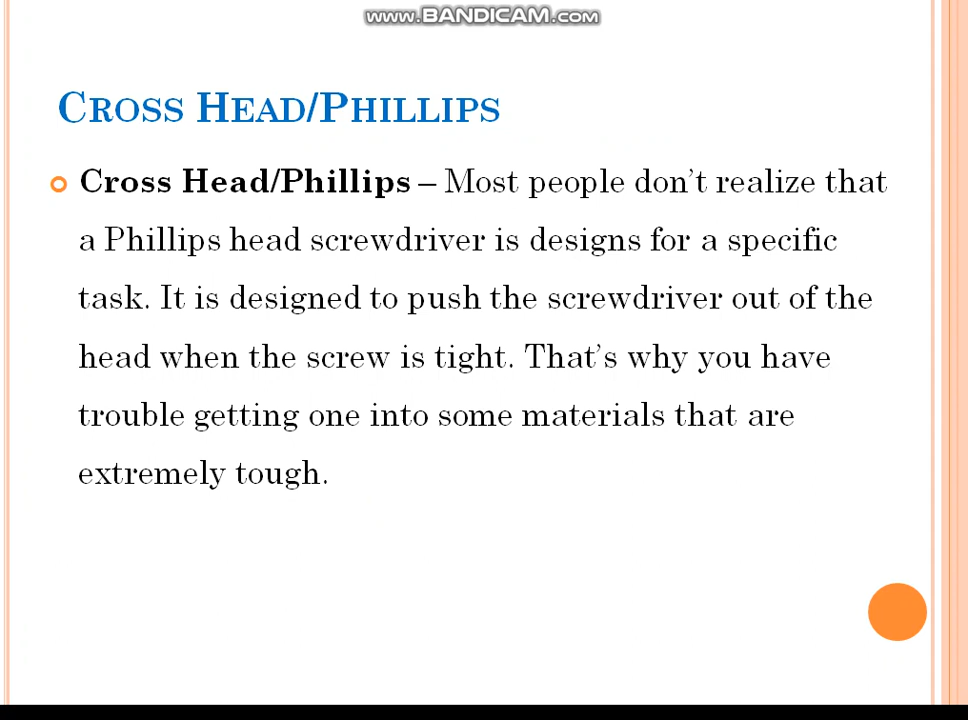 www.BANDICAM.com
CROSS HEAD/PHILLIPS
Cross Head/Phillips – Most people don’t realize that
a Phillips head screwdriver is designs for a specific
task. It is designed to push the screwdriver out of the
head when the screw is tight. That’s why you have
trouble getting one into some materials that are
extremely tough.